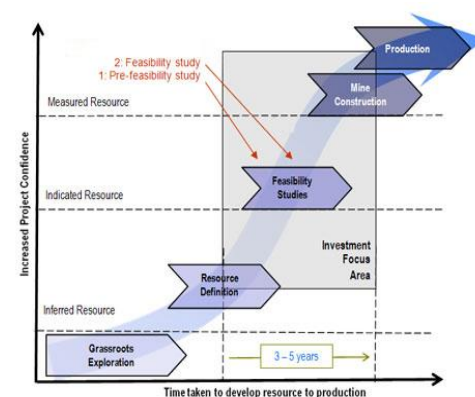 Production
2: Feasibility study
1: Pre-feasibility study
Mine
Construction
Measured Resource
Feasibility
Studies
Indicated Resource
Investment
Focus
Area
Resource
Definition
Inferred Resource
Grassroots
Exploration
3 – 5 years
Increased Project Confidence
Time taken to develop resource to production